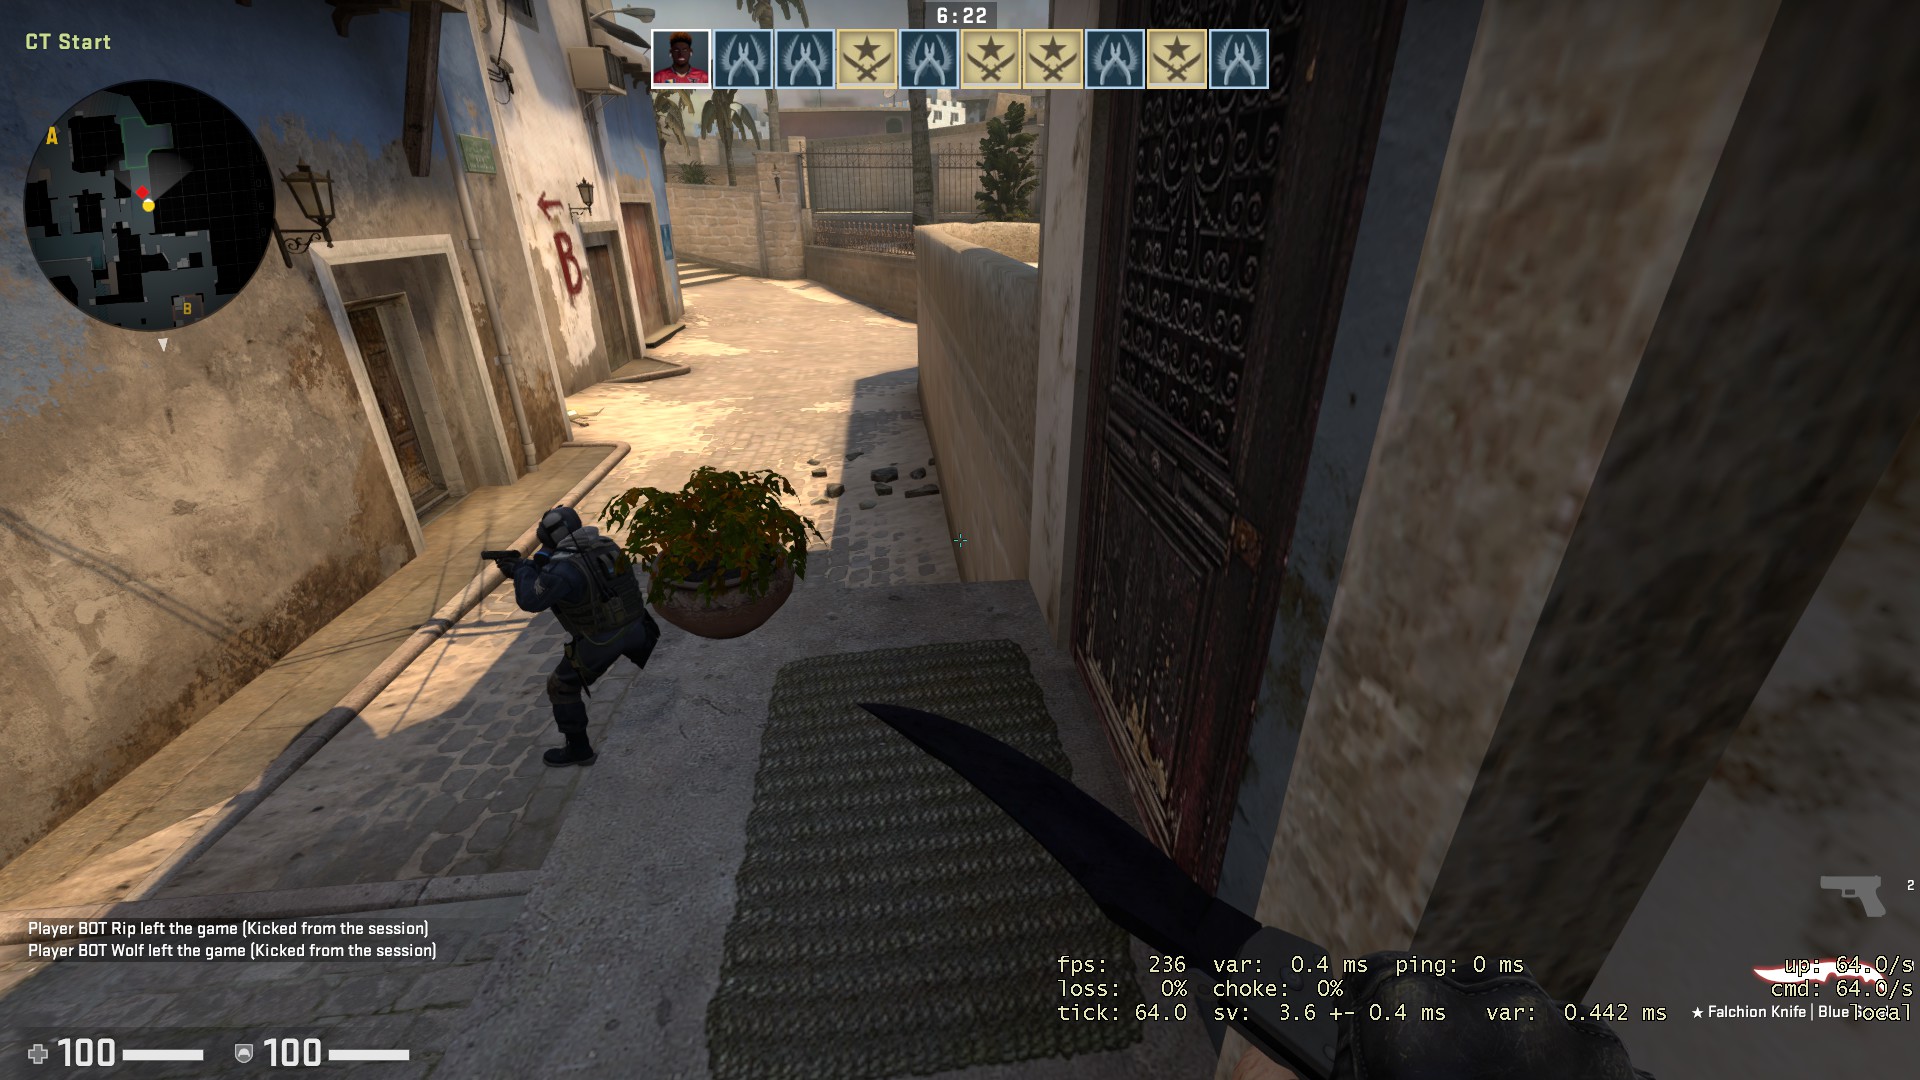 6:22
CT Start
A
B
B
Player BOT Rip left the game (Kicked from the session)
Player BOT Wolf left the game (Kicked from the session)
100
100
2
fps: 236 var: 0.4 ms ping: 0 ms
loss: 0% choke: 0%
tick: 64.0 sv: 3.6 +- 0.4 ms var: 0.442 ms
up: 64.0/s
cmd: 64.0/s
local
★ Falchion Knife | Blue